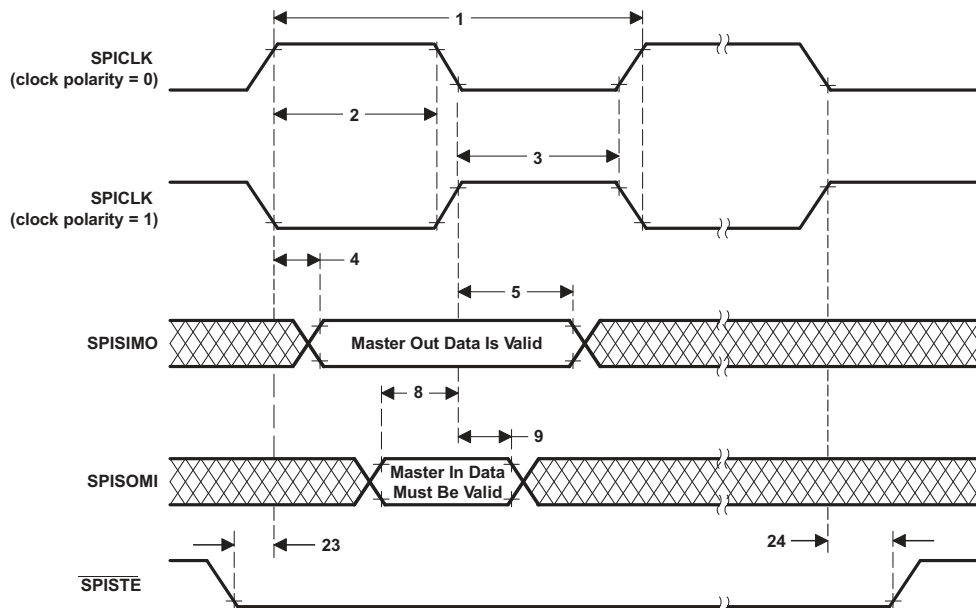 1
SPICLK
(clock polarity = 0)
2
3
SPICLK
(clock polarity = 1)
4
5
SPISIMO
Master Out Data Is Valid
8
9
SPISOMI
Master In Data
Must Be Valid
23
24
SPISTE